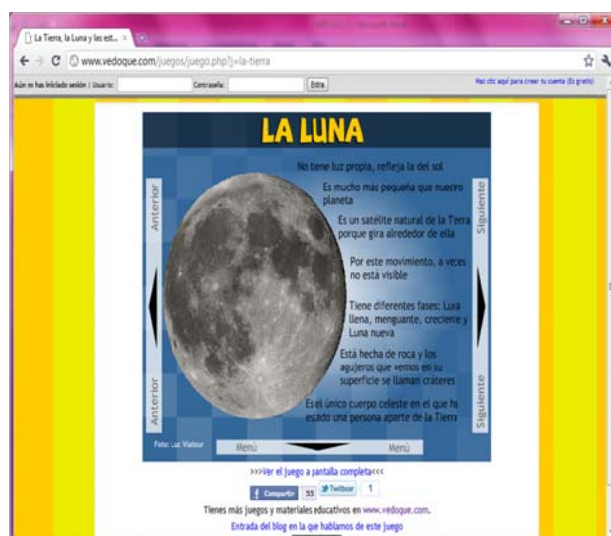 La Tierra, la Luna y las est...
www.vedoque.com/juegos/juego.php?j=la-tierra
Aún no has iniciado sesión | Usuario: Contraseña: Entra Haz clic aquí para crear tu cuenta (Es gratis)
LA LUNA
No tiene luz propia, refleja la del sol
Es mucho más pequeña que nuestro
planeta
Es un satélite natural de la Tierra
porque gira alrededor de ella
Por este movimiento, a veces
no está visible
Tiene diferentes fases: Luna
llena, menguante, creciente y
Luna nueva
Está hecha de roca y los
agujeros que vemos en su
superficie se llaman cráteres
Es el único cuerpo celeste en el que ha
estado una persona aparte de la Tierra
Anterior
Anterior
Siguiente
Siguiente
Foto: Luc Viatour
Menú Menú
>>>Ver el juego a pantalla completa<<<
Compartir 55 Twittear 1
Tienes más juegos y materiales educativos en www.vedoque.com.
Entrada del blog en la que hablamos de este juego